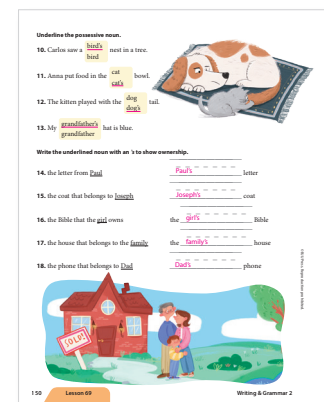 Underline the possessive noun.
10. Carlos saw a bird's bird nest in a tree.
11. Anna put food in the cat cat's bowl.
12. The kitten played with the dog dog's tail.
13. My grandfather's grandfather hat is blue.
Write the underlined noun with an 's to show ownership.
14. the letter from Paul Paul's letter
15. the coat that belongs to Joseph Joseph's coat
16. the Bible that the girl owns the girl's Bible
17. the house that belongs to the family the family's house
18. the phone that belongs to Dad Dad's phone
SOLD!
150 Lesson 69 Writing & Grammar 2